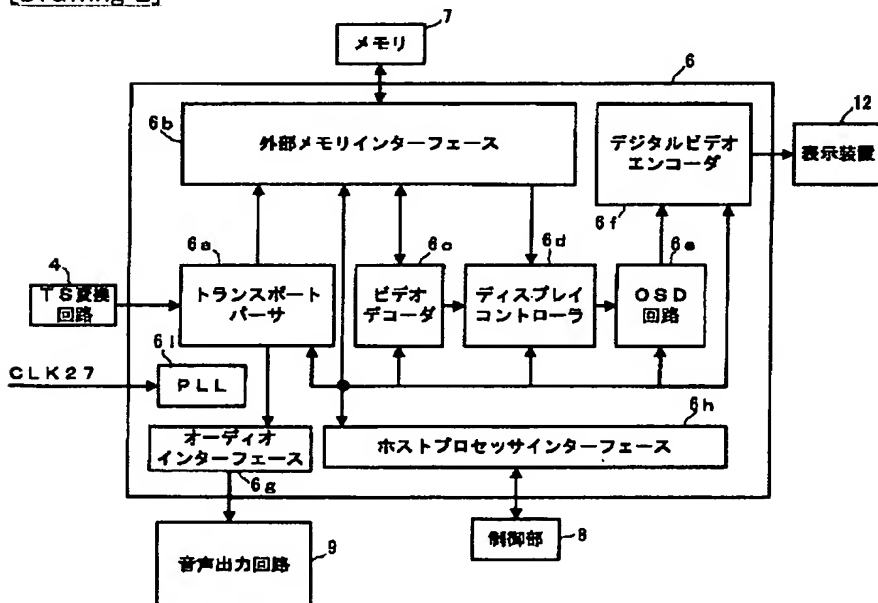 7
メモリ
6
12
6b
外部メモリインターフェース
デジタルビデオ
エンコーダ
表示装置
6f
6a
6c
6d
6e
4
TS変換
回路
トランスポート
パーサ
ビデオ
デコーダ
ディスプレイ
コントローラ
OSD
回路
6i
CLK27
PLL
6h
オーディオ
インターフェース
ホストプロセッサインターフェース
6g
9
制御部
8
音声出力回路